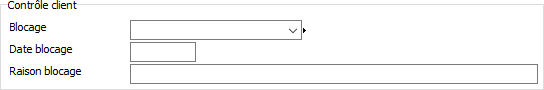 Contrôle client
Blocage
Date blocage
Raison blocage